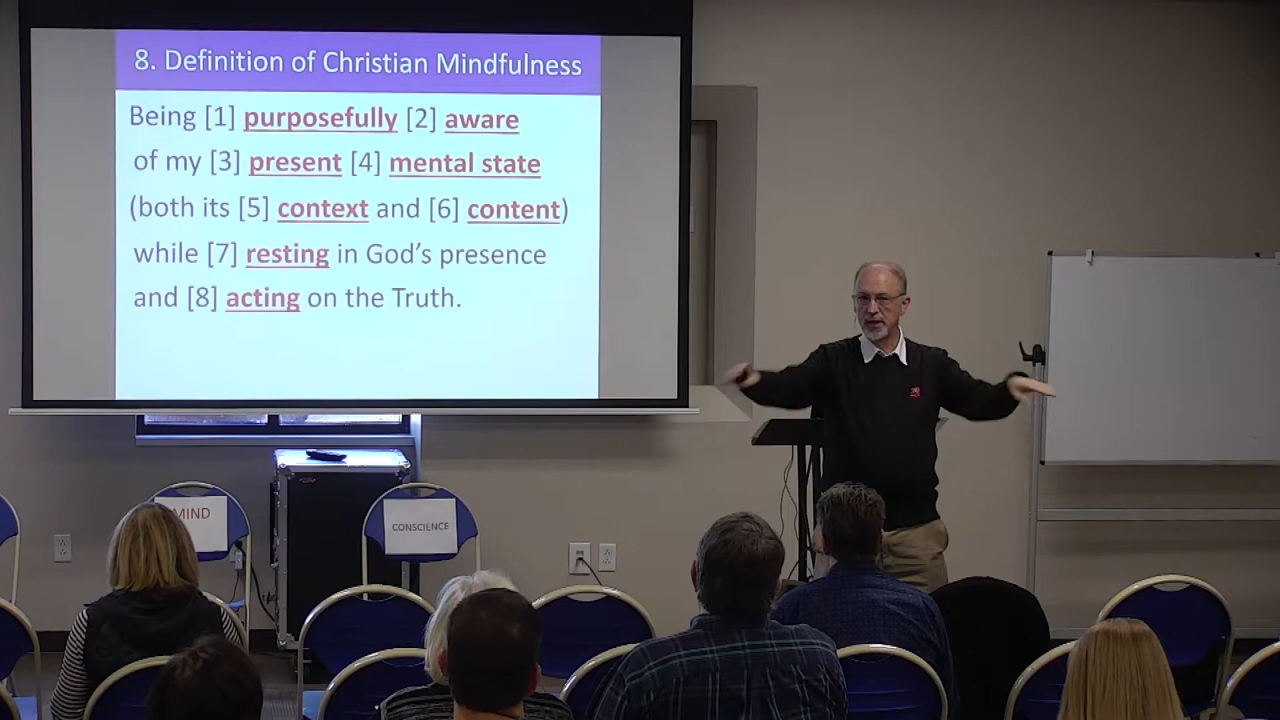 8. Definition of Christian Mindfulness
Being [1] purposefully [2] aware
of my [3] present [4] mental state
(both its [5] context and [6] content)
while [7] resting in God's presence
and [8] acting on the Truth.
MIND
CONSCIENCE